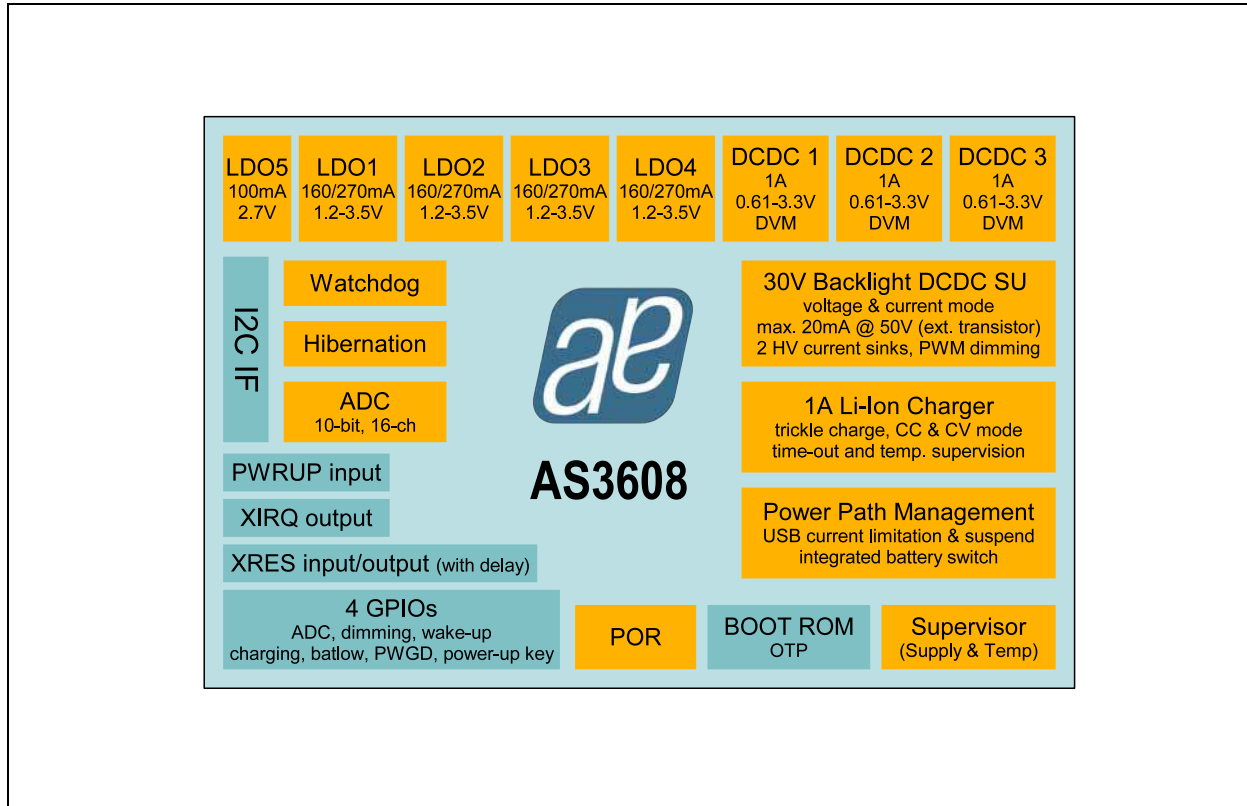 LDO5
100mA
2.7V
LDO1
160/270mA
1.2-3.5V
LDO2
160/270mA
1.2-3.5V
LDO3
160/270mA
1.2-3.5V
LDO4
160/270mA
1.2-3.5V
DCDC 1
1A
0.61-3.3V
DVM
DCDC 2
1A
0.61-3.3V
DVM
DCDC 3
1A
0.61-3.3V
DVM
I2C IF
Watchdog
Hibernation
ADC
10-bit, 16-ch
PWRUP input
XIRQ output
XRES input/output (with delay)
4 GPIOs
ADC, dimming, wake-up
charging, batlow, PWGD, power-up key
ae
AS3608
30V Backlight DCDC SU
voltage & current mode
max. 20mA @ 50V (ext. transistor)
2 HV current sinks, PWM dimming
1A Li-Ion Charger
trickle charge, CC & CV mode
time-out and temp. supervision
Power Path Management
USB current limitation & suspend
integrated battery switch
POR
BOOT ROM
OTP
Supervisor
(Supply & Temp)